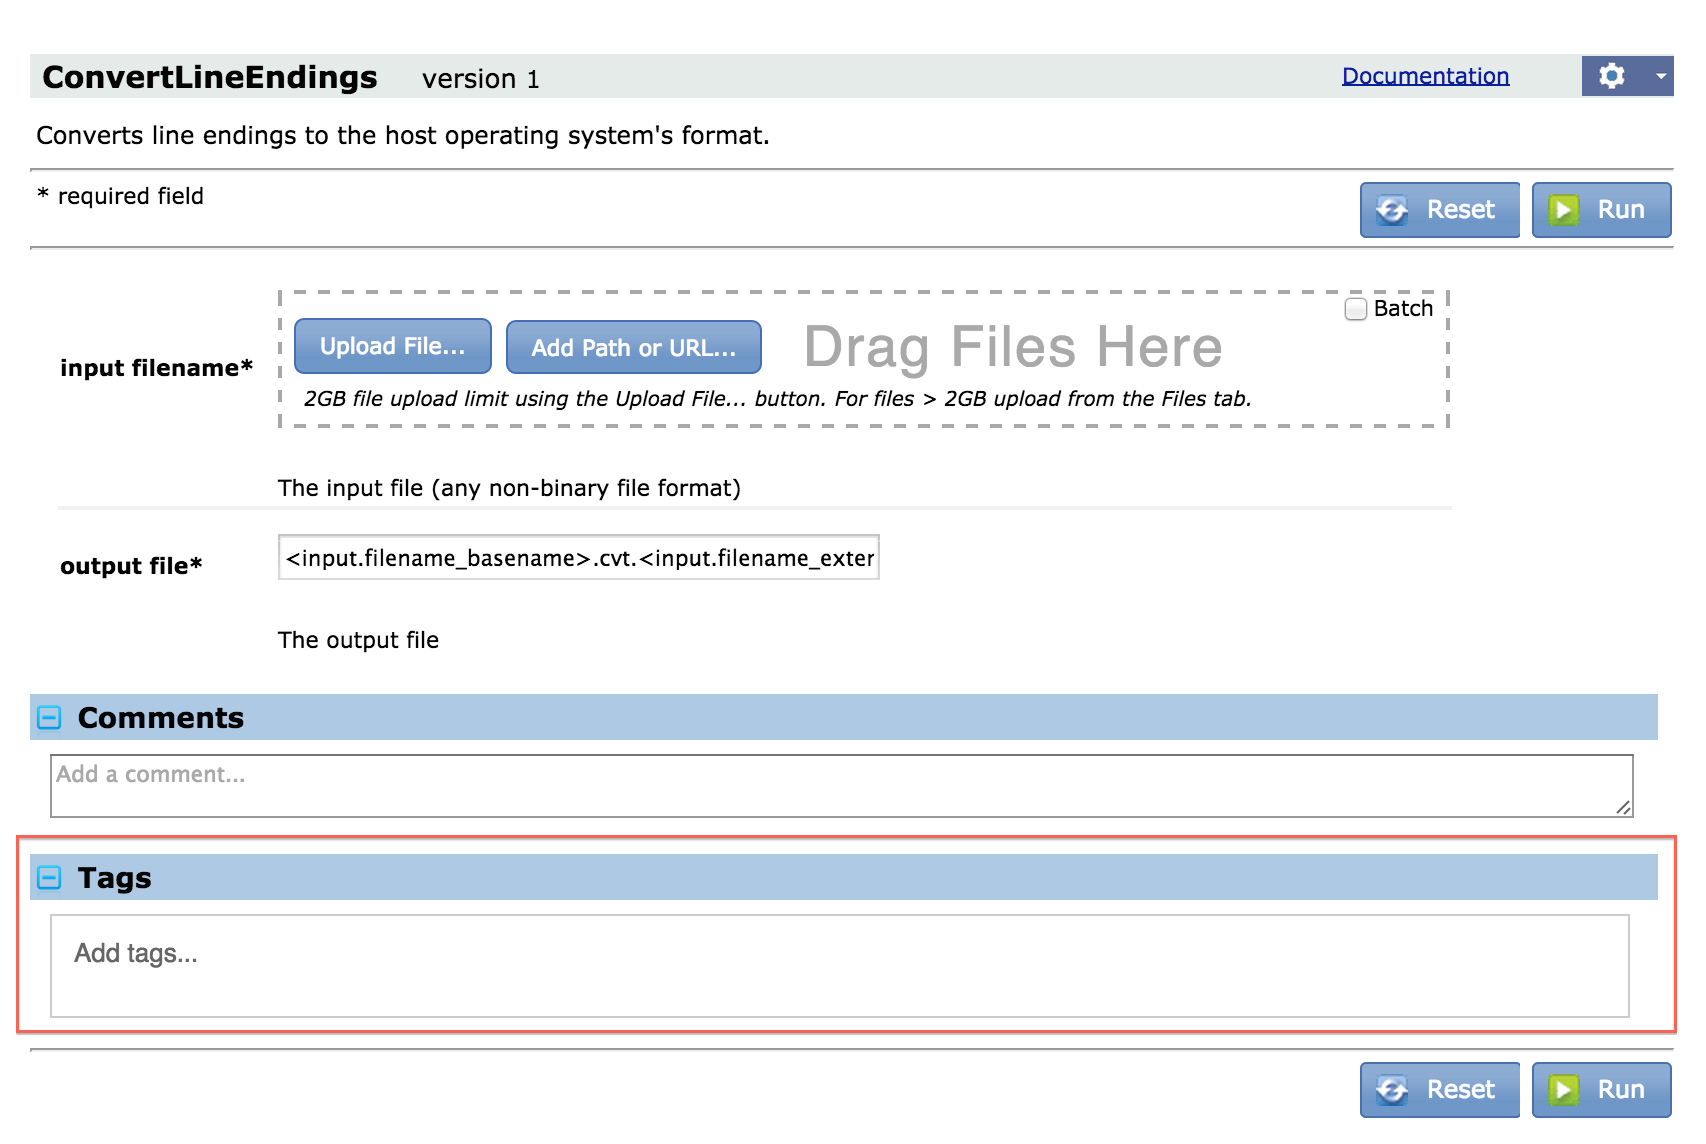 ConvertLineEndings version 1 Documentation
Converts line endings to the host operating system's format.
* required field Reset Run
Batch
input filename* Upload File... Add Path or URL... Drag Files Here
2GB file upload limit using the Upload File... button. For files > 2GB upload from the Files tab.
The input file (any non-binary file format)
output file* <input.filename_basename>.cvt.<input.filename_exter
The output file
Comments
Add a comment...
Tags
Add tags...
Reset Run